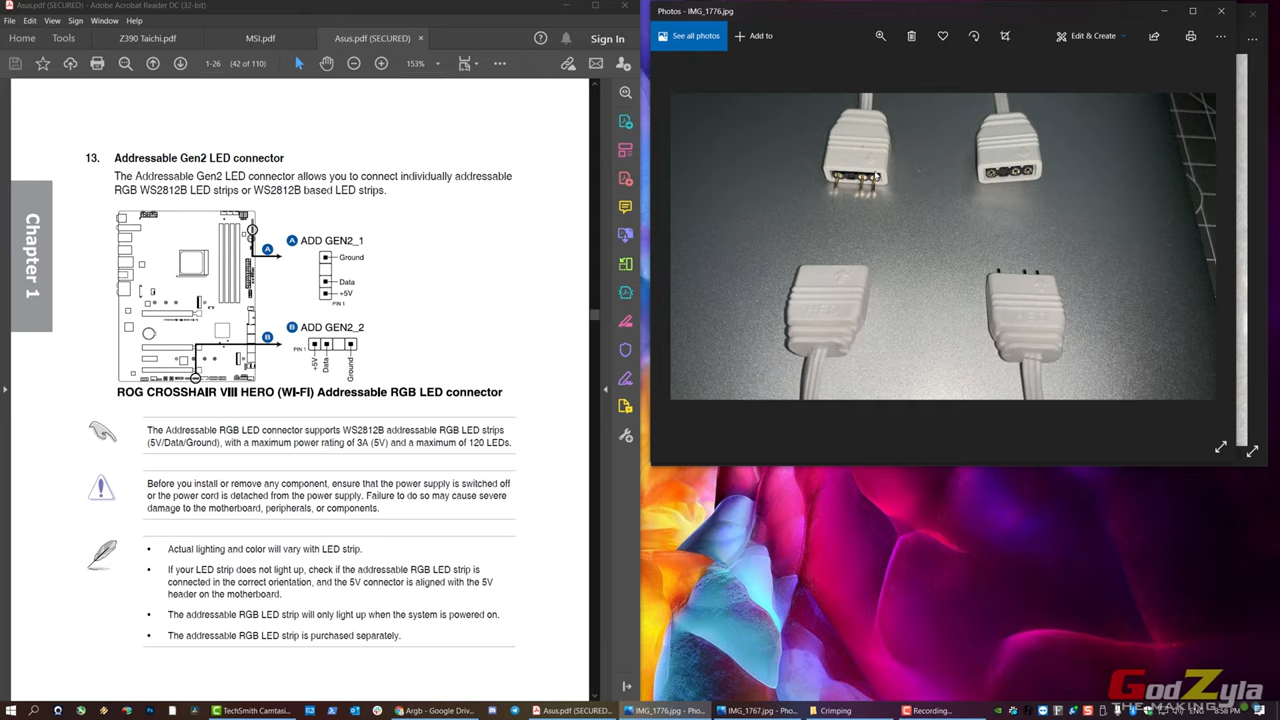 Asus.pdf (SECURED) - Adobe Acrobat Reader DC (32-bit)
File Edit View Sign Window Help
Home Tools Z390 Taichi.pdf MSI.pdf Asus.pdf (SECURED) × Sign In
1-26 (42 of 110) 153%
Chapter 1
13. Addressable Gen2 LED connector
The Addressable Gen2 LED connector allows you to connect individually addressable
RGB WS2812B LED strips or WS2812B based LED strips.
A ADD GEN2_1
A
Ground
Data
+5V
PIN 1
B ADD GEN2_2
B
PIN 1
+5V
Data
Ground
ROG CROSSHAIR VIII HERO (WI-FI) Addressable RGB LED connector
The Addressable RGB LED connector supports WS2812B addressable RGB LED strips
(5V/Data/Ground), with a maximum power rating of 3A (5V) and a maximum of 120 LEDs.
Before you install or remove any component, ensure that the power supply is switched off
or the power cord is detached from the power supply. Failure to do so may cause severe
damage to the motherboard, peripherals, or components.
• Actual lighting and color will vary with LED strip.
• If your LED strip does not light up, check if the addressable RGB LED strip is
connected in the correct orientation, and the 5V connector is aligned with the 5V
header on the motherboard.
• The addressable RGB LED strip will only light up when the system is powered on.
• The addressable RGB LED strip is purchased separately.
Photos - IMG_1776.jpg
See all photos + Add to Edit & Create
GodZyla
THE MAKING
TechSmith Camtasi... Argb - Google Driv... Asus.pdf (SECURE... IMG_1776.jpg - Pho... IMG_1767.jpg - Pho... Crimping Recording... ENG 8:58 PM